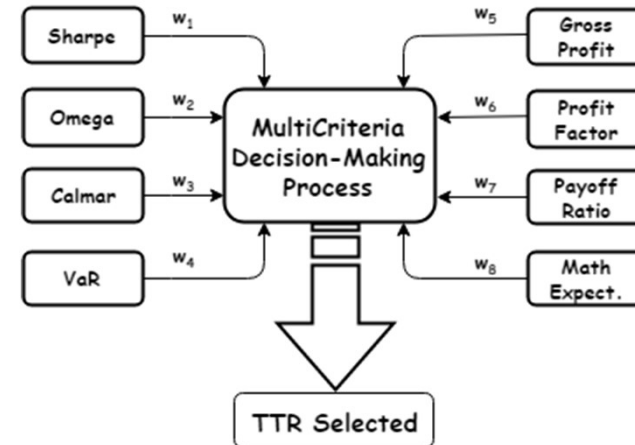 Sharpe
w₁
Omega
w₂
Calmar
w₃
VaR
w₄
MultiCriteria
Decision-Making
Process
w₅
Gross
Profit
w₆
Profit
Factor
w₇
Payoff
Ratio
w₈
Math
Expect.
TTR Selected